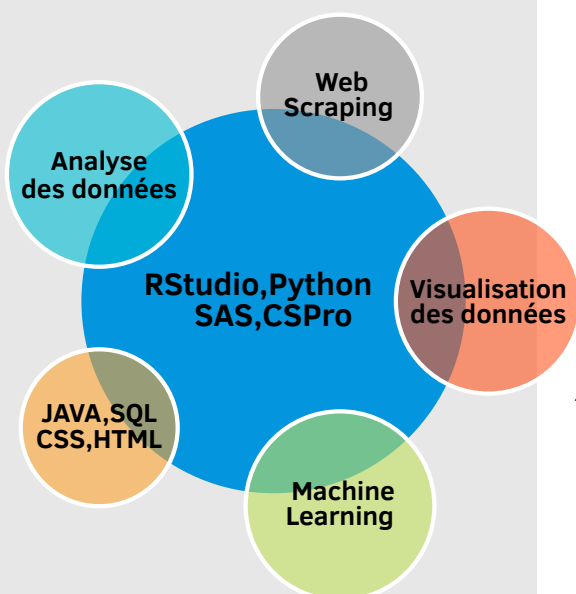 Web
Scraping
Analyse
des données
RStudio,Python
SAS,CSPro
Visualisation
des données
JAVA,SQL
CSS,HTML
Machine
Learning